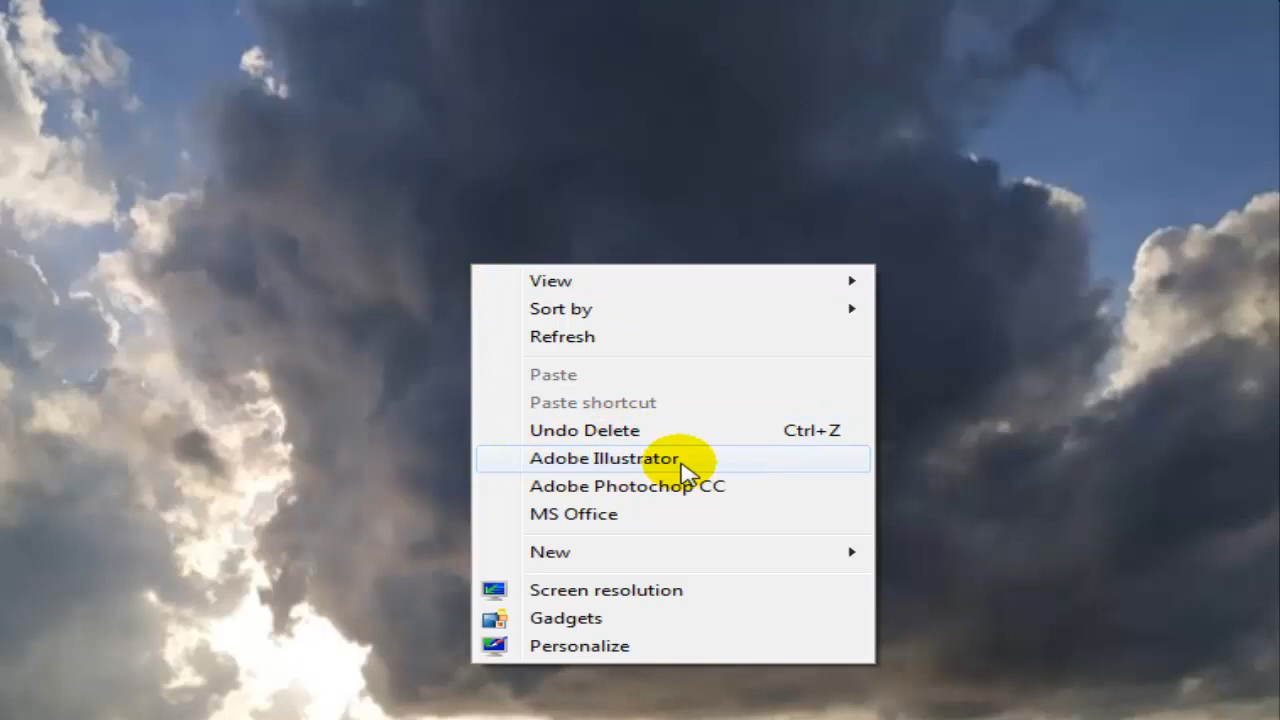 View
Sort by
Refresh
Paste
Paste shortcut
Undo Delete Ctrl+Z
Adobe Illustrator
Adobe Photochop CC
MS Office
New
Screen resolution
Gadgets
Personalize